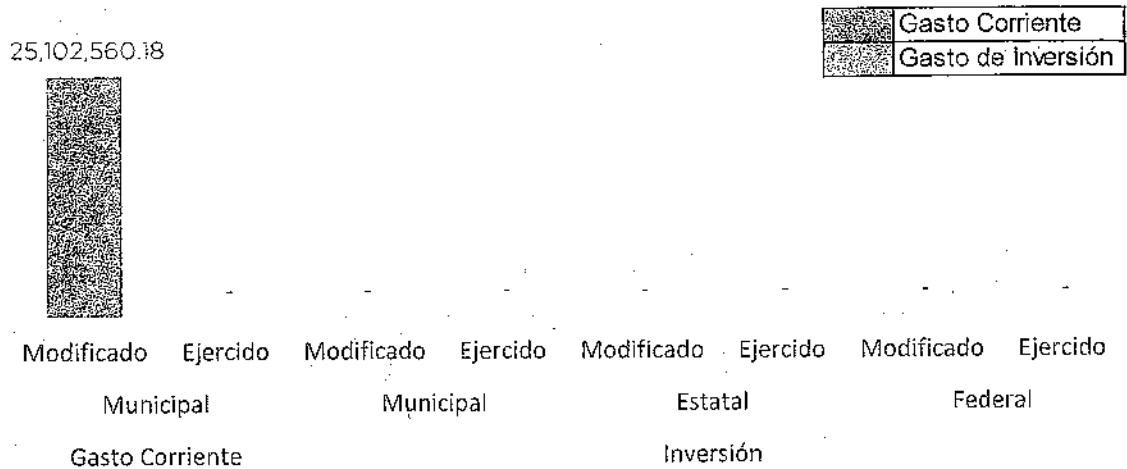 Gasto Corriente
Gasto de Inversión
25,102,560.18
- - - - - - -
Modificado Ejercido Modificado Ejercido Modificado Ejercido Modificado Ejercido
Municipal Municipal Estatal Federal
Gasto Corriente Inversión